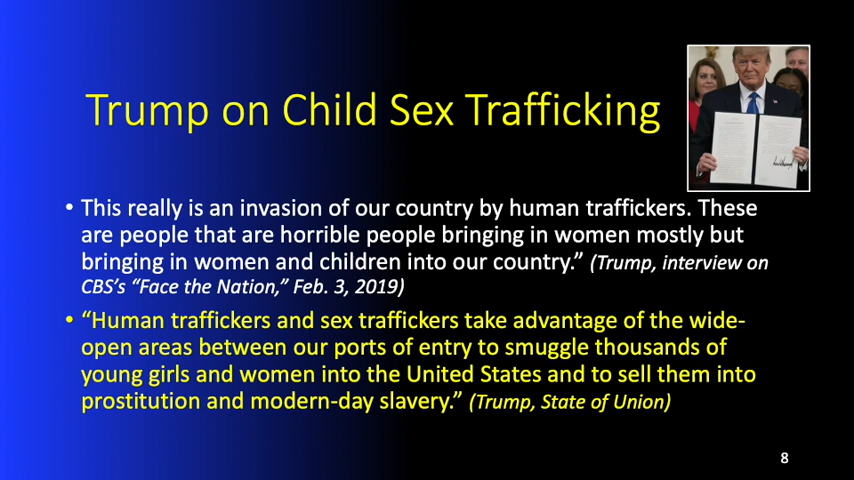 Trump on Child Sex Trafficking
• This really is an invasion of our country by human traffickers. These
are people that are horrible people bringing in women mostly but
bringing in women and children into our country.” (Trump, interview on
CBS’s “Face the Nation,” Feb. 3, 2019)
• “Human traffickers and sex traffickers take advantage of the wide-
open areas between our ports of entry to smuggle thousands of
young girls and women into the United States and to sell them into
prostitution and modern-day slavery.” (Trump, State of Union)
8